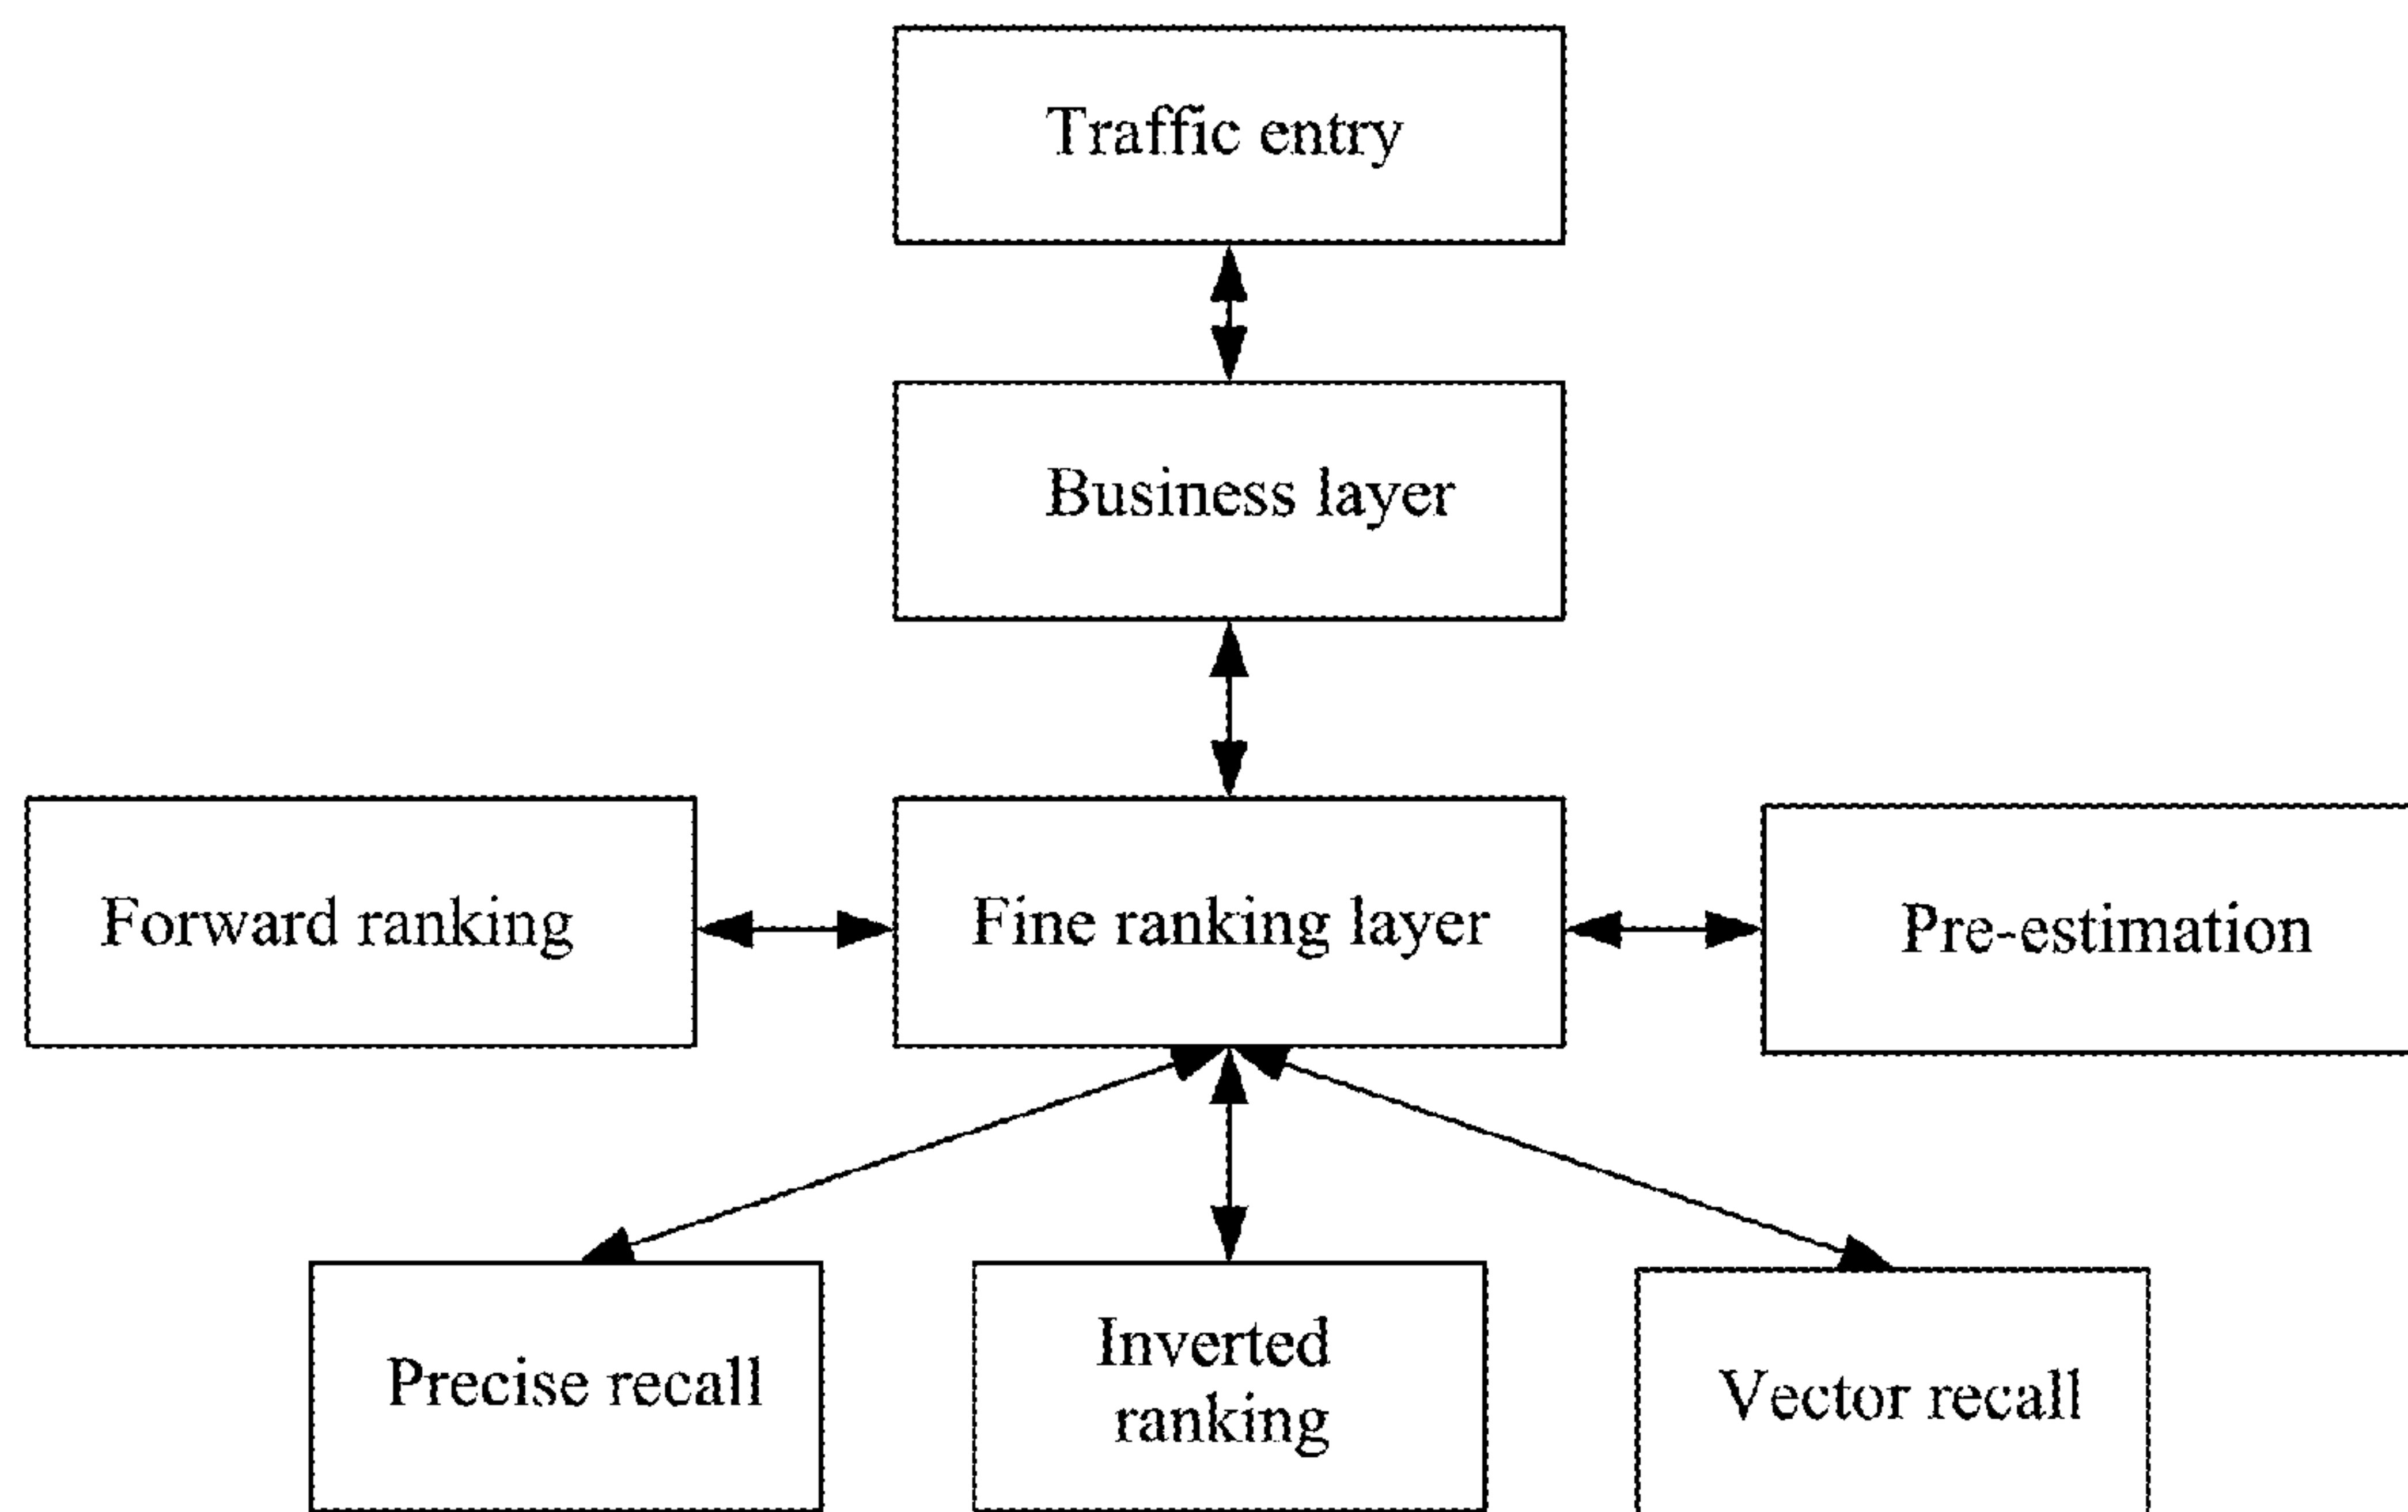 Traffic entry
Business layer
Forward ranking
Fine ranking layer
Pre-estimation
Precise recall
Inverted
ranking
Vector recall